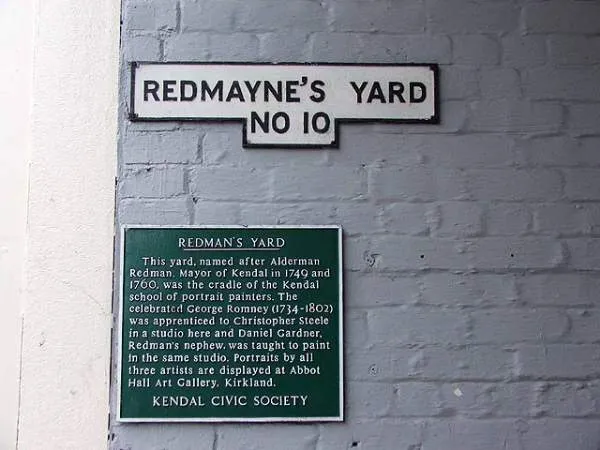 REDMAYNE'S YARD
NO 10
REDMAN'S YARD
This yard, named after Alderman
Redman, Mayor of Kendal in 1749 and
1760, was the cradle of the Kendal
school of portrait painters. The
celebrated George Romney (1734-1802)
was apprenticed to Christopher Steele
in a studio here and Daniel Gardner,
Redman's nephew, was taught to paint
in the same studio. Portraits by all
three artists are displayed at Abbot
Hall Art Gallery, Kirkland.
KENDAL CIVIC SOCIETY